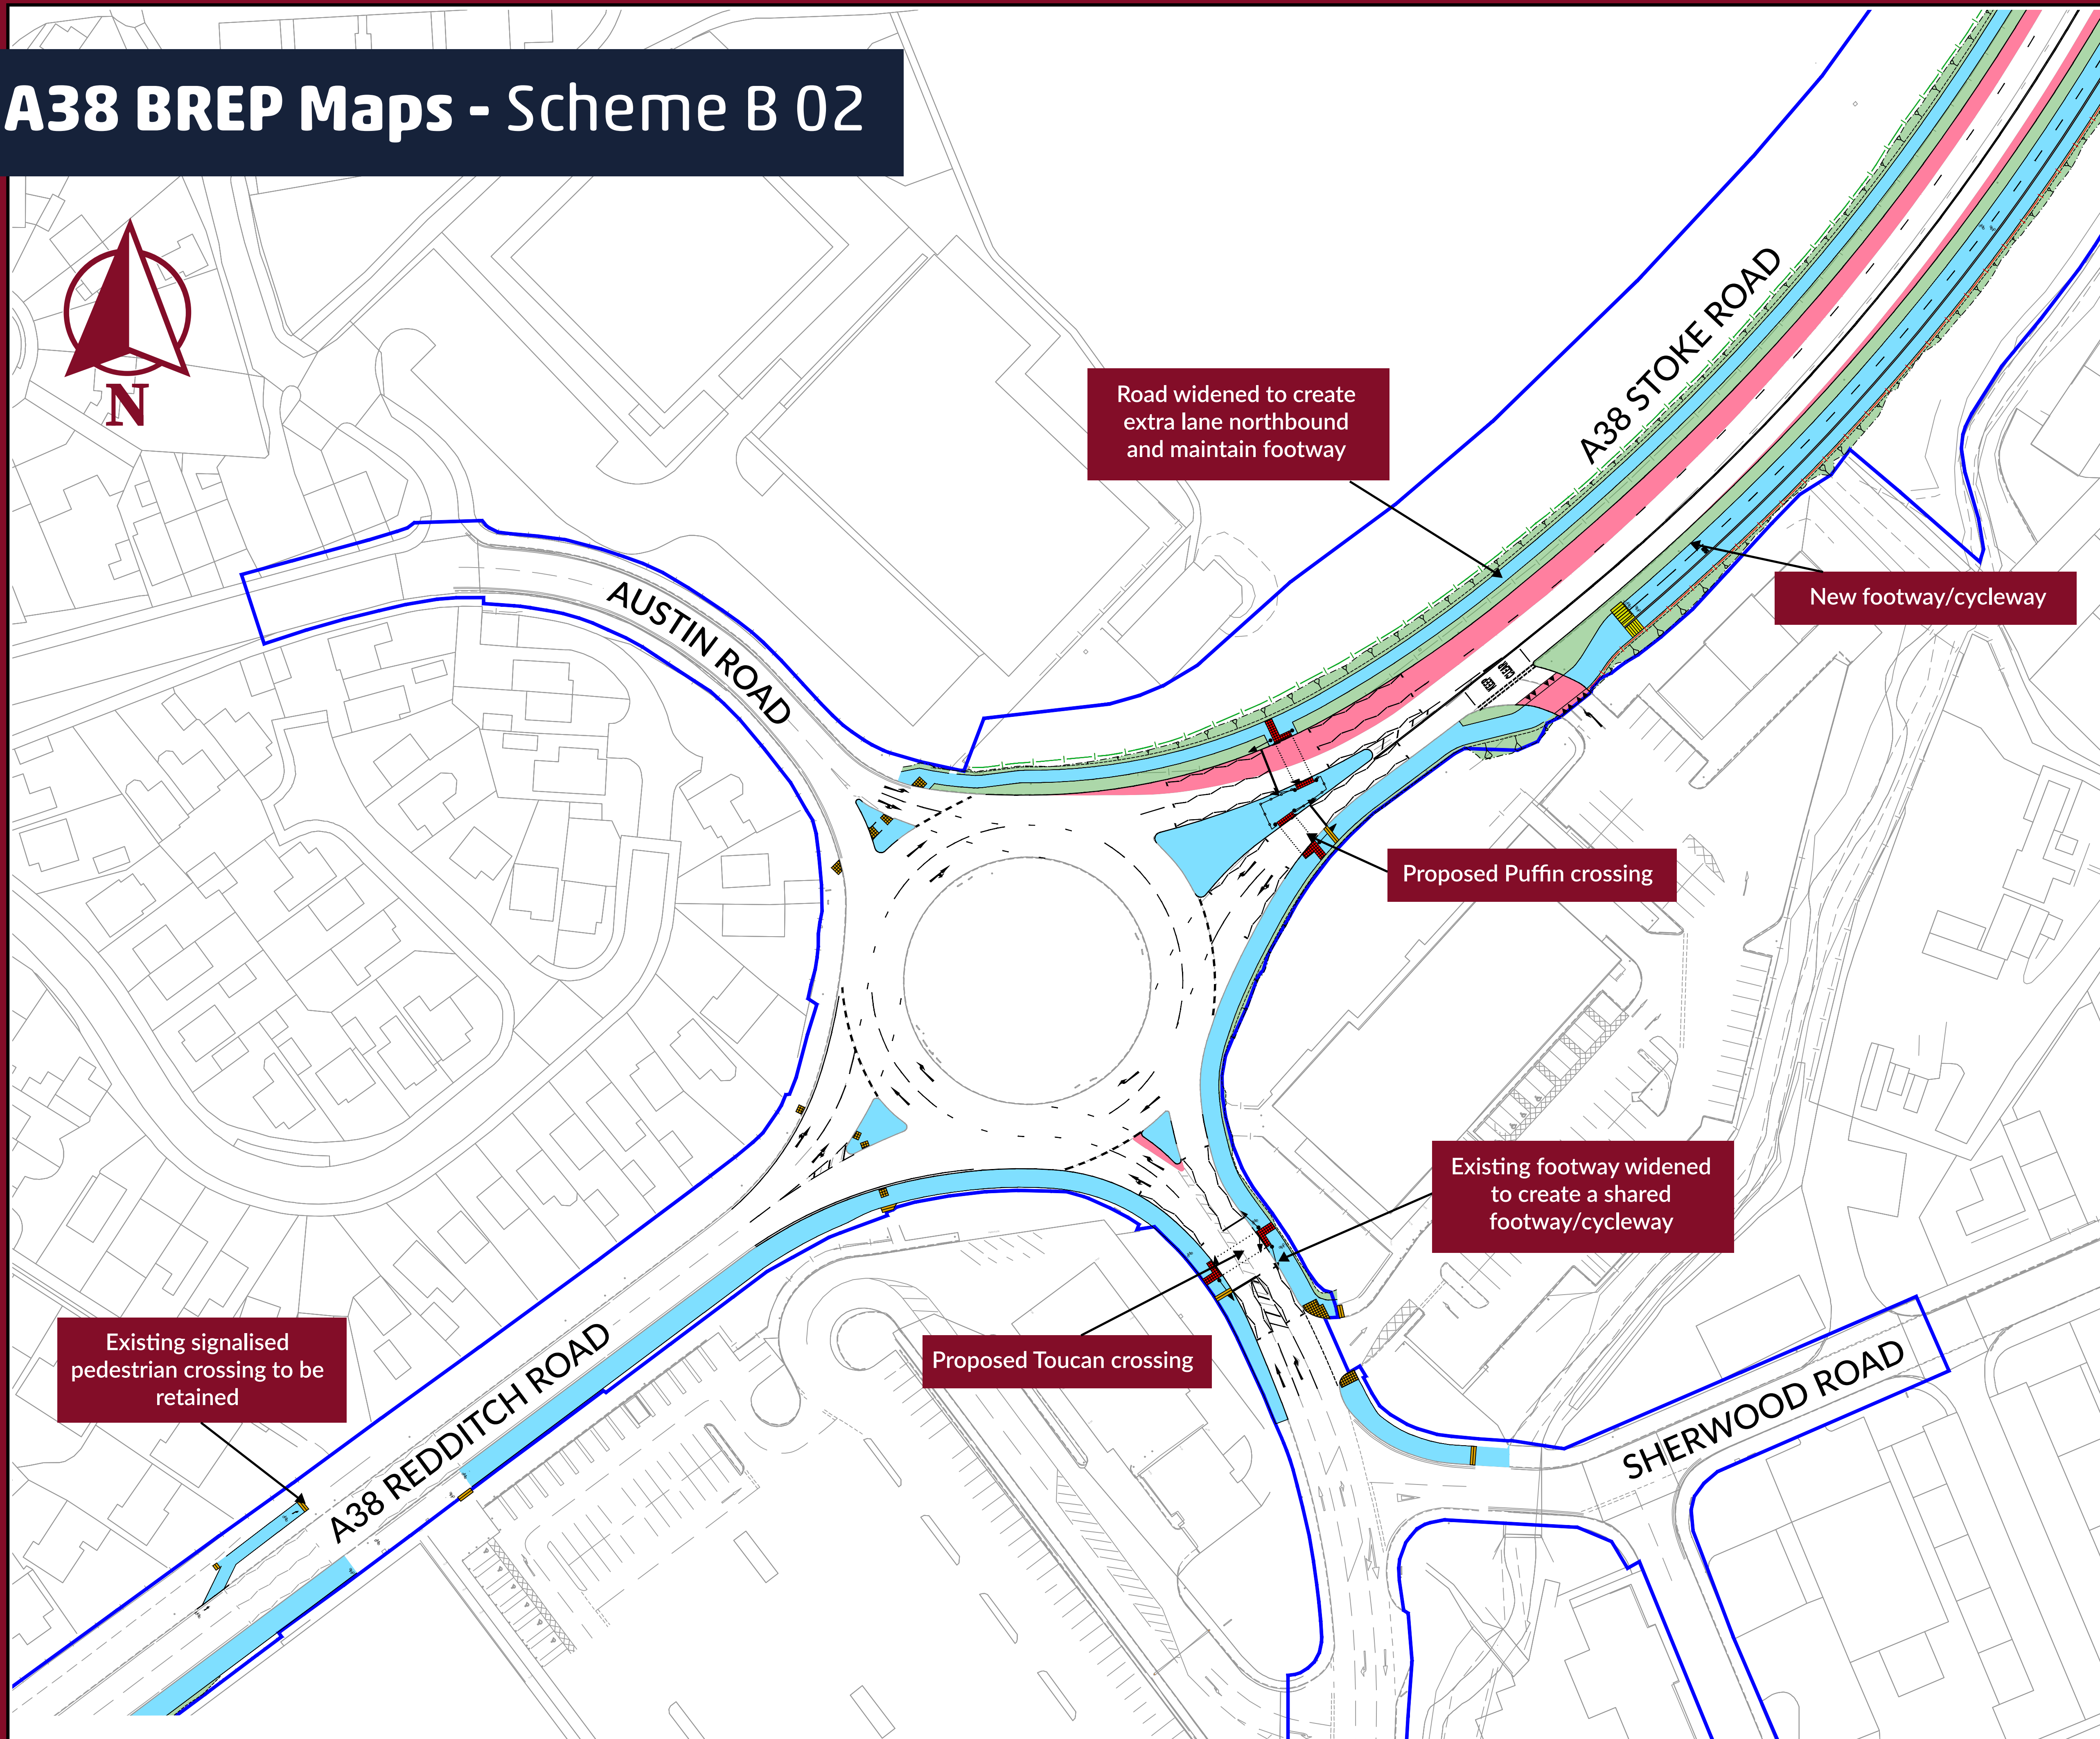 A38 BREP Maps - Scheme B 02
N
A38 STOKE ROAD
Road widened to create
extra lane northbound
and maintain footway
New footway/cycleway
AUSTIN ROAD
KEEP
CLEAR
Proposed Puffin crossing
Existing footway widened
to create a shared
footway/cycleway
Proposed Toucan crossing
Existing signalised
pedestrian crossing to be
retained
A38 REDDITCH ROAD
SHERWOOD ROAD